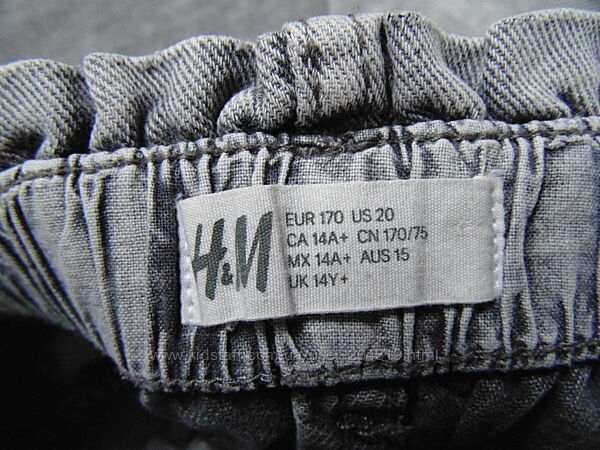 H&M
EUR 170 US 20
CA 14A+ CN 170/75
MX 14A+ AUS 15
UK 14Y+